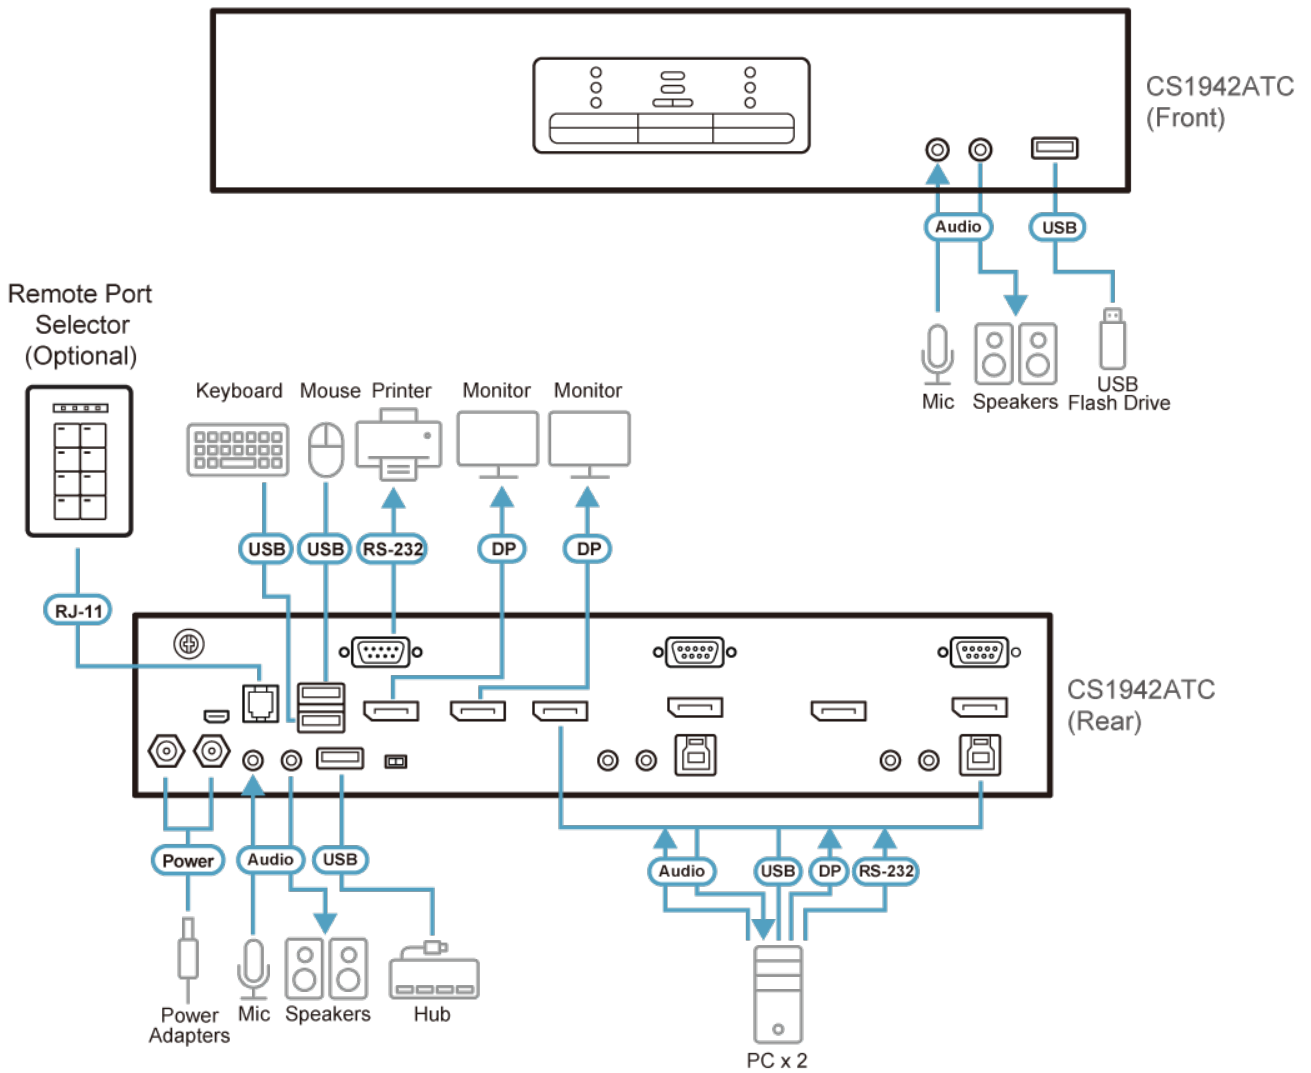 CS1942ATC
(Front)
Audio
USB
Mic
Speakers
USB
Flash Drive
Remote Port
Selector
(Optional)
Keyboard
Mouse
Printer
Monitor
Monitor
USB
USB
RS-232
DP
DP
RJ-11
CS1942ATC
(Rear)
Power
Audio
USB
Audio
USB
DP
RS-232
Power
Adapters
Mic
Speakers
Hub
PC x 2